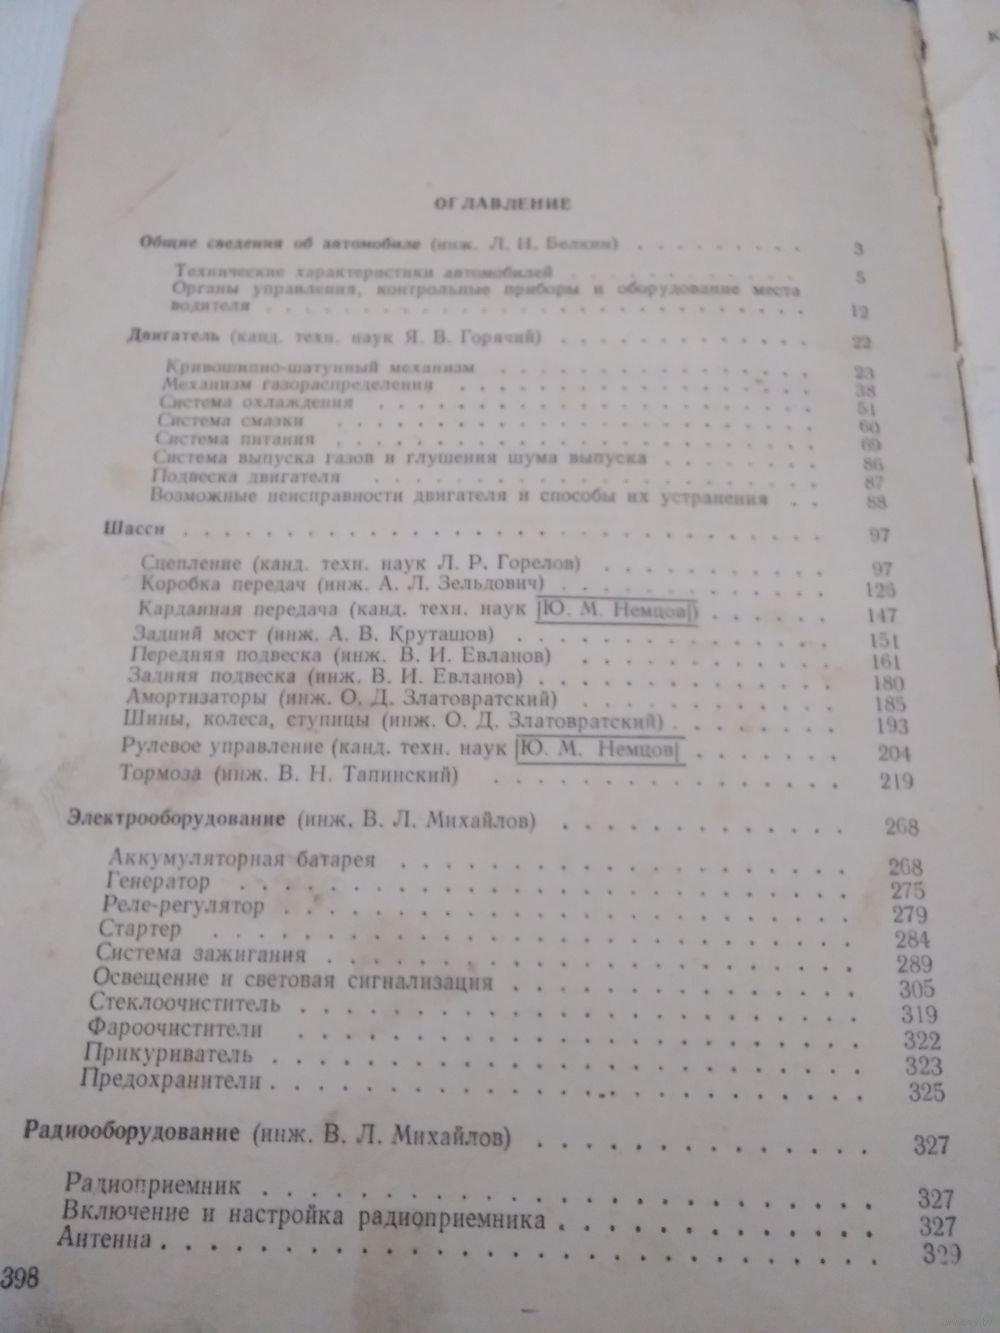 ОГЛАВЛЕНИЕ
Общие сведения об автомобиле (инж. Л. И. Белкин) . . . . . . . . . 3
Технические характеристики автомобилей . . . . . . . . . . . . 5
Органы управления, контрольные приборы и оборудование места
водителя . . . . . . . . . . . . . . . . . . . . . . . . 12
Двигатель (канд. техн. наук Я. В. Горячий) . . . . . . . . . . . . 22
Кривошипно-шатунный механизм . . . . . . . . . . . . . . 23
Механизм газораспределения . . . . . . . . . . . . . . . . 38
Система охлаждения . . . . . . . . . . . . . . . . . . . 51
Система смазки . . . . . . . . . . . . . . . . . . . . . 60
Система питания . . . . . . . . . . . . . . . . . . . . . 69
Система выпуска газов и глушения шума выпуска . . . . . . . . 86
Подвеска двигателя . . . . . . . . . . . . . . . . . . . . 87
Возможные неисправности двигателя и способы их устранения . . 88
Шасси . . . . . . . . . . . . . . . . . . . . . . . . . . . 97
Сцепление (канд. техн. наук Л. Р. Горелов) . . . . . . . . . . 97
Коробка передач (инж. А. Л. Зельдович) . . . . . . . . . . . . 126
Карданная передача (канд. техн. наук |Ю. М. Немцов|) . . . . . . 147
Задний мост (инж. А. В. Круташов) . . . . . . . . . . . . . . 151
Передняя подвеска (инж. В. И. Евланов) . . . . . . . . . . . 161
Задняя подвеска (инж. В. И. Евланов) . . . . . . . . . . . . . 180
Амортизаторы (инж. О. Д. Златовратский) . . . . . . . . . . . 185
Шины, колеса, ступицы (инж. О. Д. Златовратский) . . . . . . . 193
Рулевое управление (канд. техн. наук |Ю. М. Немцов| . . . . . . . 204
Тормоза (инж. В. Н. Тапинский) . . . . . . . . . . . . . . . 219
Электрооборудование (инж. В. Л. Михайлов) . . . . . . . . . . . . 268
Аккумуляторная батарея . . . . . . . . . . . . . . . . . . 268
Генератор . . . . . . . . . . . . . . . . . . . . . . . . 275
Реле-регулятор . . . . . . . . . . . . . . . . . . . . . . 279
Стартер . . . . . . . . . . . . . . . . . . . . . . . . . 284
Система зажигания . . . . . . . . . . . . . . . . . . . . 289
Освещение и световая сигнализация . . . . . . . . . . . . . 305
Стеклоочиститель . . . . . . . . . . . . . . . . . . . . . 319
Фароочистители . . . . . . . . . . . . . . . . . . . . . . 322
Прикуриватель . . . . . . . . . . . . . . . . . . . . . . 323
Предохранители . . . . . . . . . . . . . . . . . . . . . . 325
Радиооборудование (инж. В. Л. Михайлов) . . . . . . . . . . . . 327
Радиоприемник . . . . . . . . . . . . . . . . . . . . . . 327
Включение и настройка радиоприемника . . . . . . . . . . . . 327
Антенна . . . . . . . . . . . . . . . . . . . . . . . . . 329
398